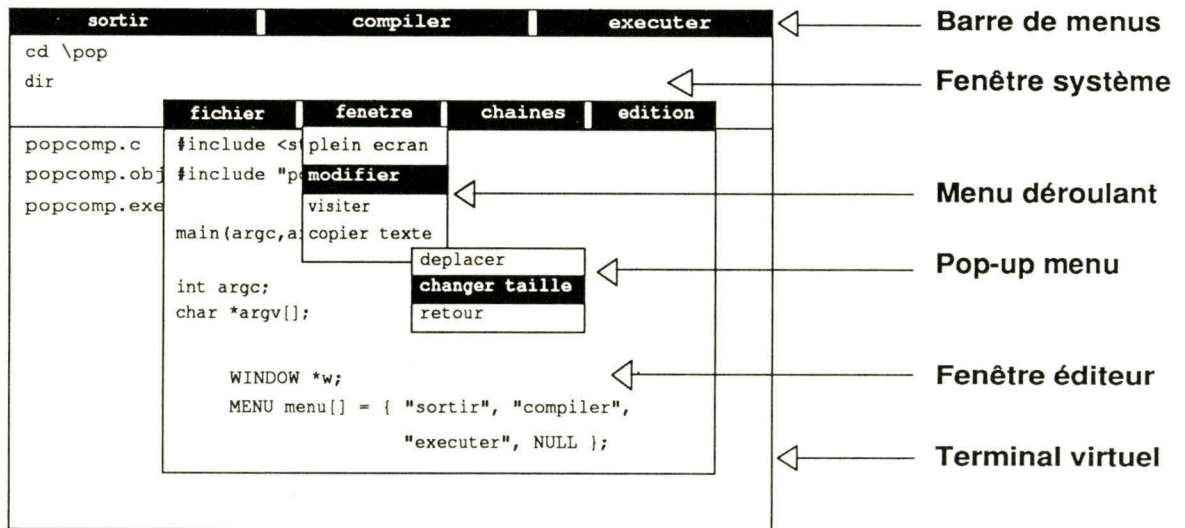 sortir compiler executer
Barre de menus
cd \pop
dir
Fenêtre système
fichier fenetre chaines edition
popcomp.c
popcomp.obj
popcomp.exe
#include <st
#include "po
main(argc,a
int argc;
char *argv[];
plein ecran
modifier
visiter
copier texte
Menu déroulant
deplacer
changer taille
retour
Pop-up menu
WINDOW *w;
MENU menu[] = { "sortir", "compiler",
"executer", NULL };
Fenêtre éditeur
Terminal virtuel